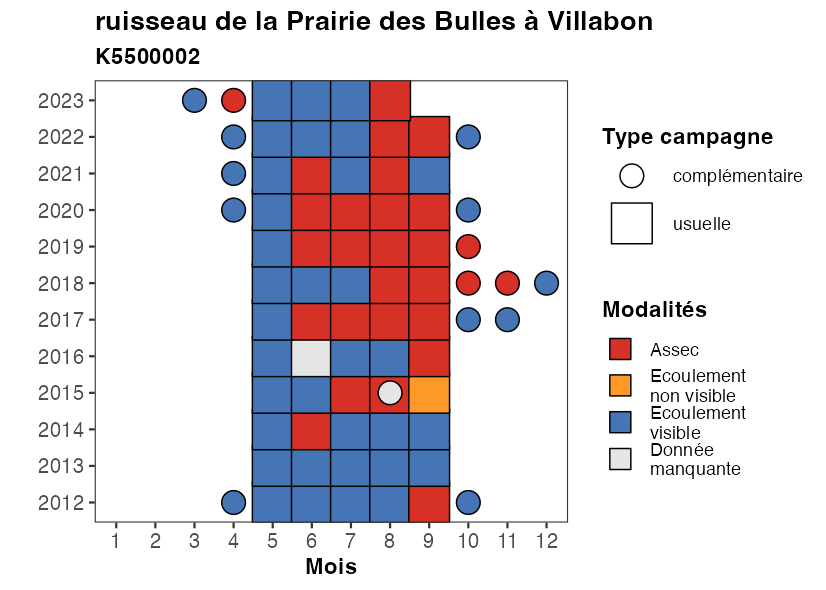 ruisseau de la Prairie des Bulles à Villabon
K5500002
2023
2022
2021
2020
2019
2018
2017
2016
2015
2014
2013
2012
1 2 3 4 5 6 7 8 9 10 11 12
Mois
Type campagne
complémentaire
usuelle
Modalités
Assec
Ecoulement
non visible
Ecoulement
visible
Donnée
manquante